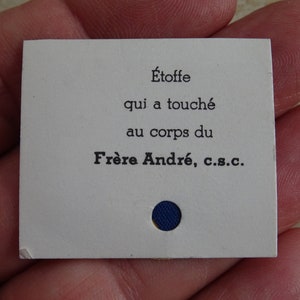 Étoffe
qui a touché
au corps du
Frère André, c.s.c.